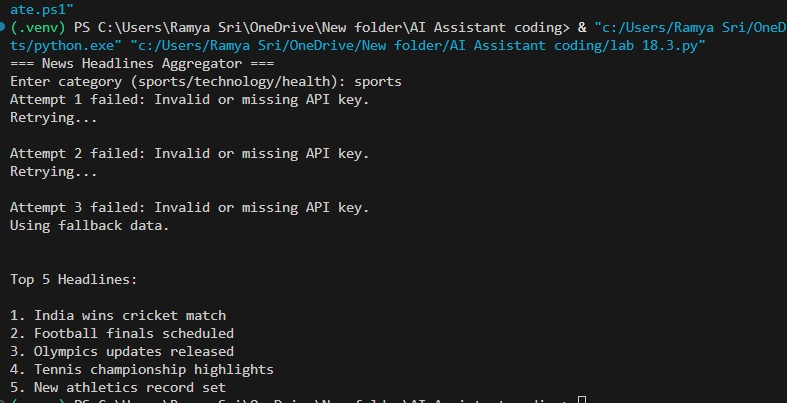 ate.ps1"
(.venv) PS C:\Users\Ramya Sri\OneDrive\New folder\AI Assistant coding> & "c:/Users/Ramya Sri/OneD
ts/python.exe" "c:/Users/Ramya Sri/OneDrive/New folder/AI Assistant coding/lab 18.3.py"
=== News Headlines Aggregator ===
Enter category (sports/technology/health): sports
Attempt 1 failed: Invalid or missing API key.
Retrying...
Attempt 2 failed: Invalid or missing API key.
Retrying...
Attempt 3 failed: Invalid or missing API key.
Using fallback data.
Top 5 Headlines:
1. India wins cricket match
2. Football finals scheduled
3. Olympics updates released
4. Tennis championship highlights
5. New athletics record set